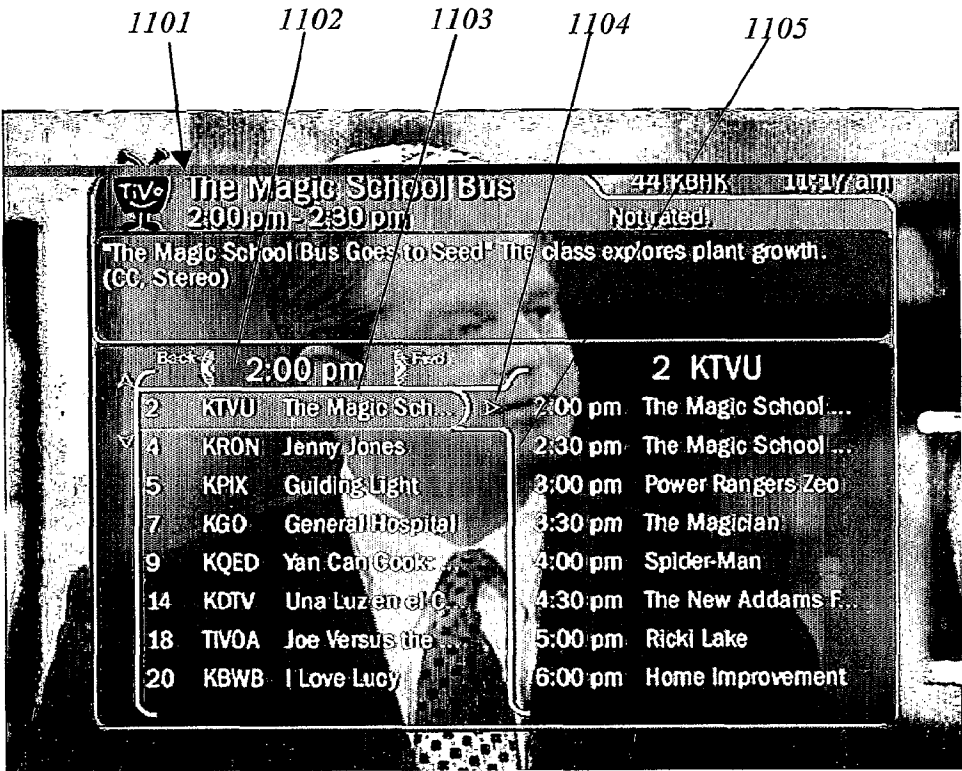 1101 1102 1103 1104 1105
TiVo The Magic School Bus 44 KBHK 11:17 am
2:00 pm - 2:30 pm Not rated
"The Magic School Bus Goes to Seed" The class explores plant growth.
(CC, Stereo)
Back 2:00 pm Fwd 2 KTVU
2 KTVU The Magic Sch... 2:00 pm The Magic School ...
4 KRON Jenny Jones 2:30 pm The Magic School ...
5 KPIX Guiding Light 3:00 pm Power Rangers Zeo
7 KGO General Hospital 3:30 pm The Magician
9 KQED Yan Can Cook: ... 4:00 pm Spider-Man
14 KDTV Una Luz en el C... 4:30 pm The New Addams F...
18 TIVOA Joe Versus the ... 5:00 pm Ricki Lake
20 KBWB I Love Lucy 6:00 pm Home Improvement